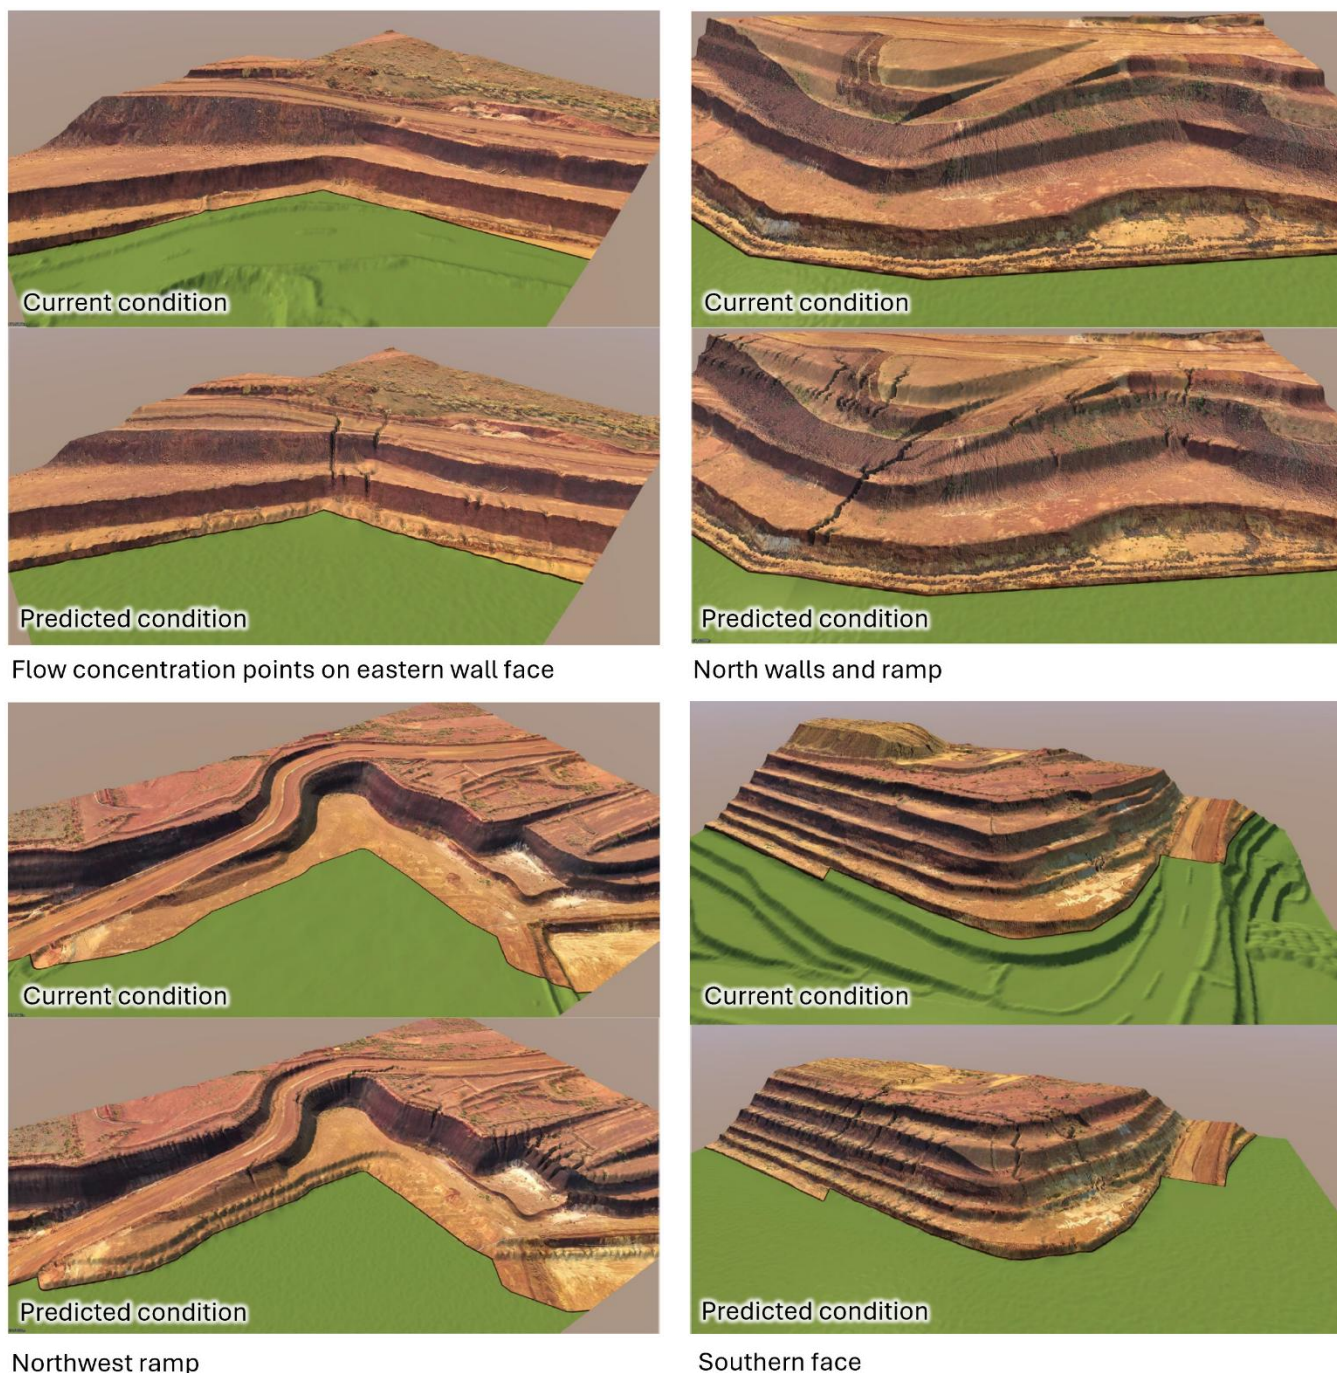 Current condition
Current condition
Predicted condition
Predicted condition
Flow concentration points on eastern wall face
North walls and ramp
Current condition
Current condition
Predicted condition
Predicted condition
Northwest ramp
Southern face